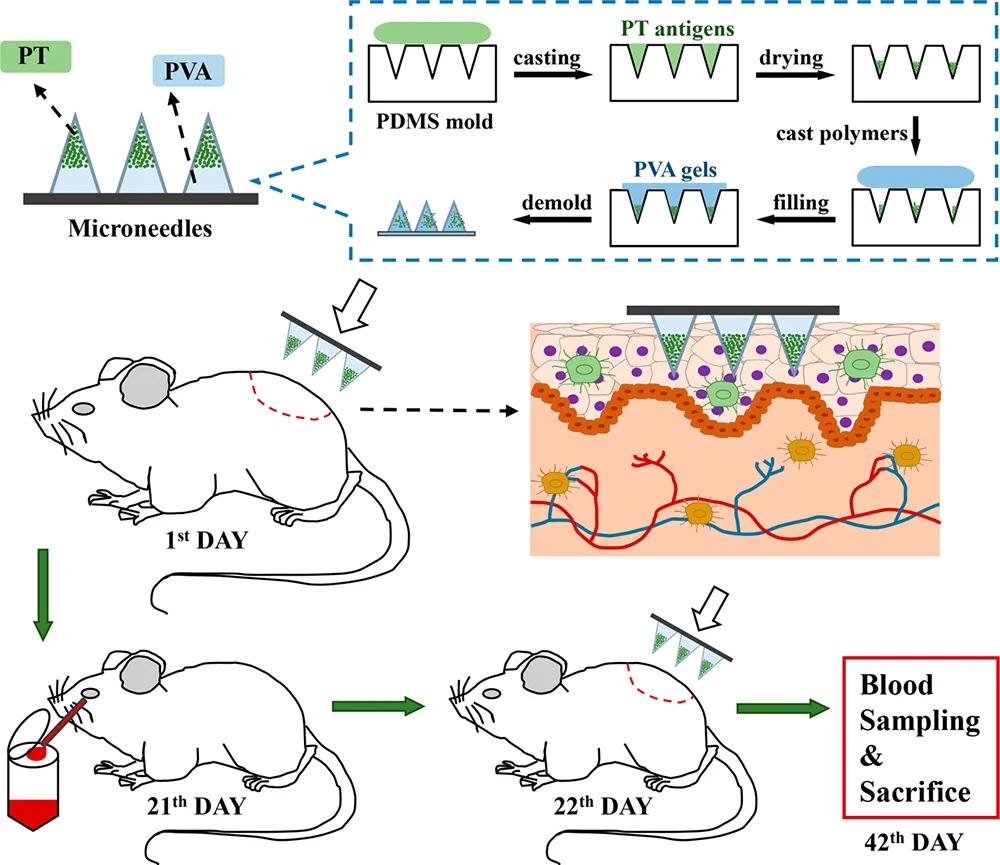 PT
PVA
Microneedles
PDMS mold
casting
PT antigens
drying
cast polymers
filling
PVA gels
demold
1st DAY
21th DAY
22th DAY
Blood
Sampling
&
Sacrifice
42th DAY